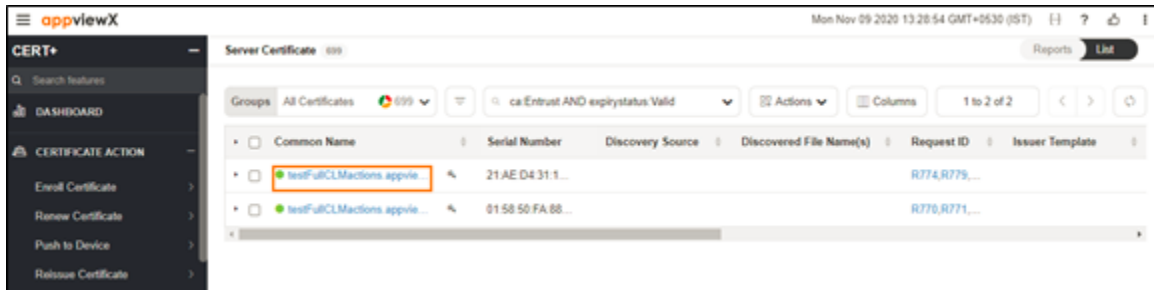 appviewX
Mon Nov 09 2020 13:28:54 GMT+0530 (IST)
CERT+
Server Certificate 699
Reports List
Search features
Groups All Certificates 699 ca:Entrust AND expirystatus:Valid Actions Columns 1 to 2 of 2
DASHBOARD
Common Name Serial Number Discovery Source Discovered File Name(s) Request ID Issuer Template
CERTIFICATE ACTION
testFullCLMactions.appvie... 21:AE:D4:31:1... R774,R779,...
Enroll Certificate
testFullCLMactions.appvie... 01:58:50:FA:88... R770,R771,...
Renew Certificate
Push to Device
Reissue Certificate